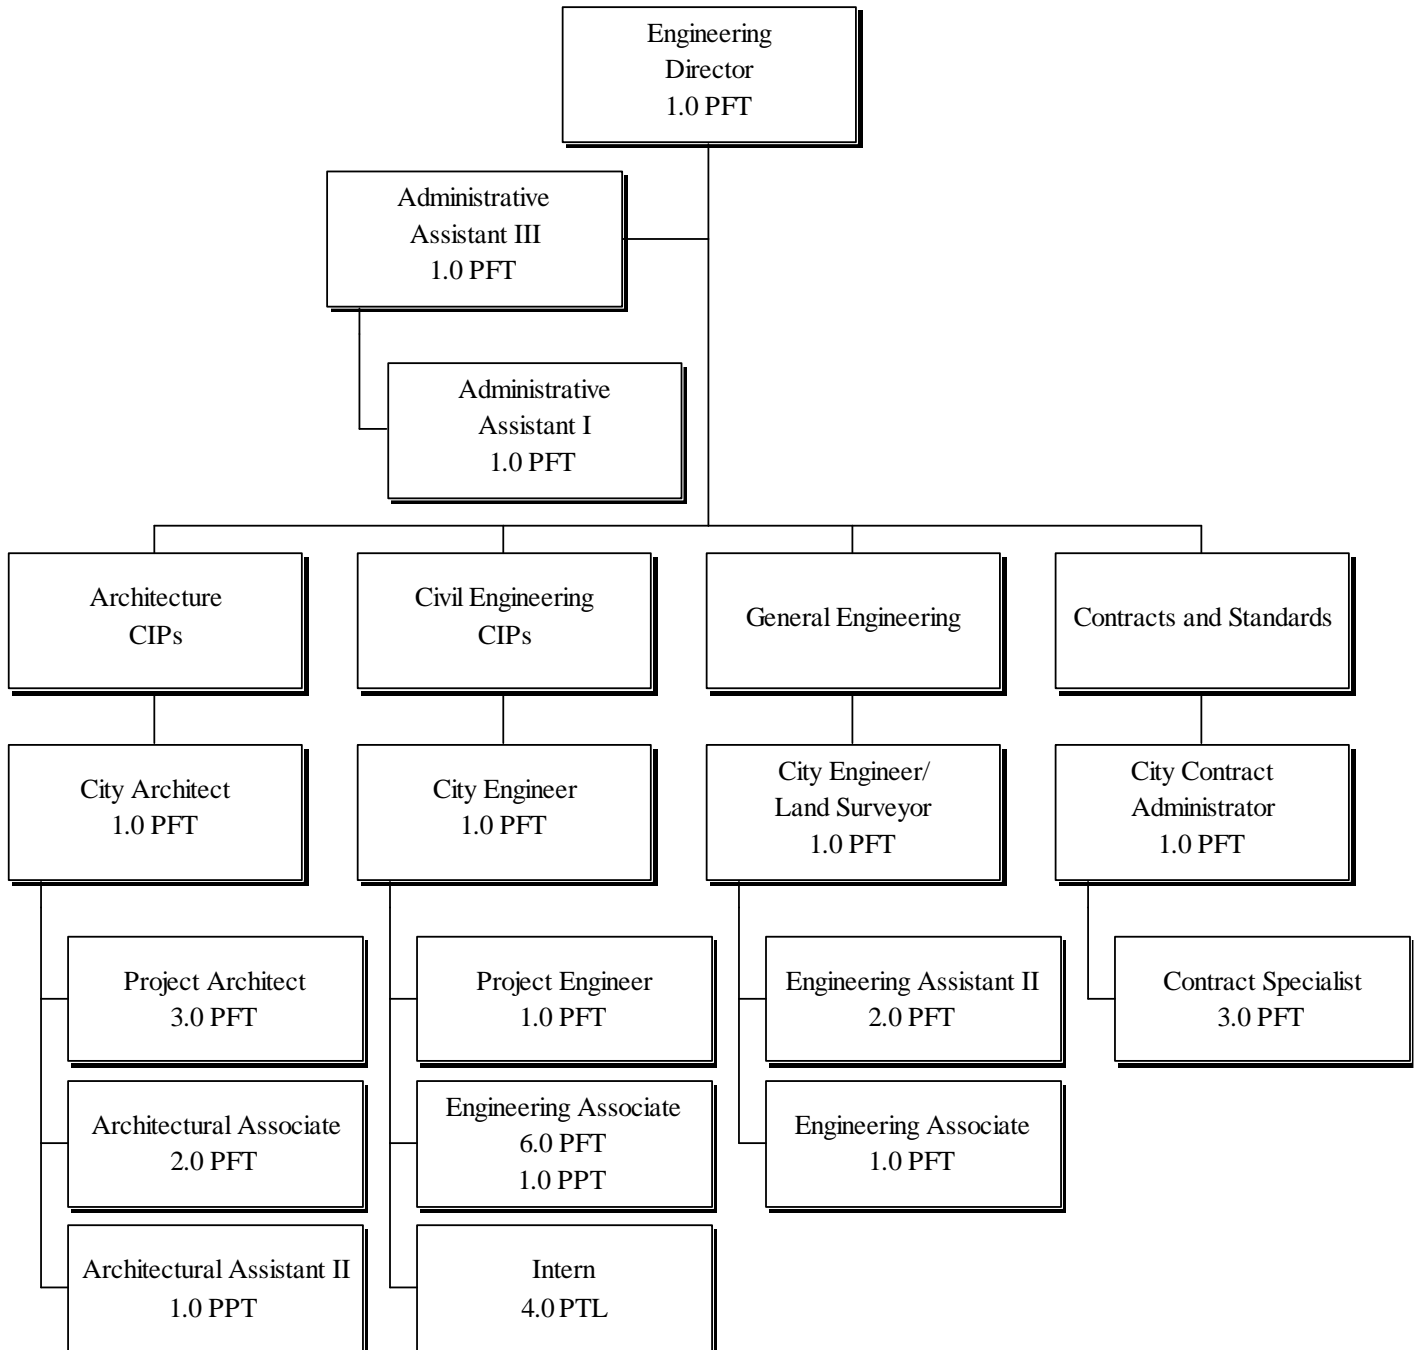 Engineering
Director
1.0 PFT
Administrative
Assistant III
1.0 PFT
Administrative
Assistant I
1.0 PFT
Architecture
CIPs
Civil Engineering
CIPs
General Engineering
Contracts and Standards
City Architect
1.0 PFT
City Engineer
1.0 PFT
City Engineer/
Land Surveyor
1.0 PFT
City Contract
Administrator
1.0 PFT
Project Architect
3.0 PFT
Project Engineer
1.0 PFT
Engineering Assistant II
2.0 PFT
Contract Specialist
3.0 PFT
Architectural Associate
2.0 PFT
Engineering Associate
6.0 PFT
1.0 PPT
Engineering Associate
1.0 PFT
Architectural Assistant II
1.0 PPT
Intern
4.0 PTL